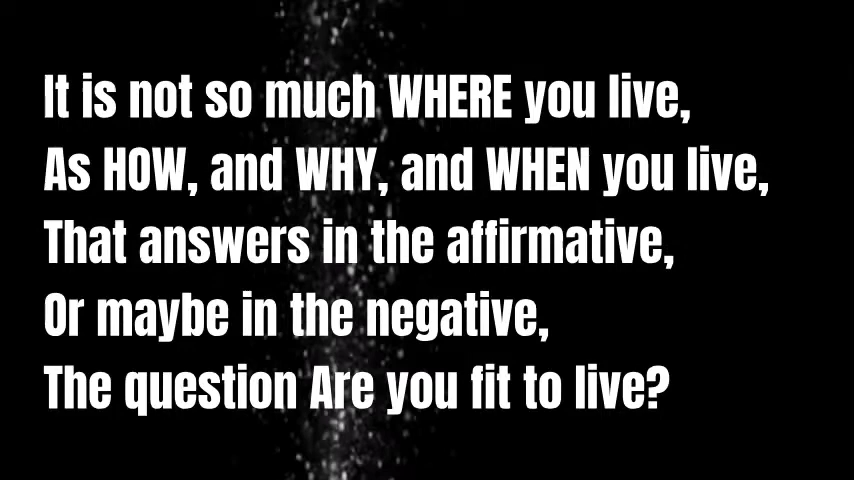 It is not so much WHERE you live,
As HOW, and WHY, and WHEN you live,
That answers in the affirmative,
Or maybe in the negative,
The question Are you fit to live?